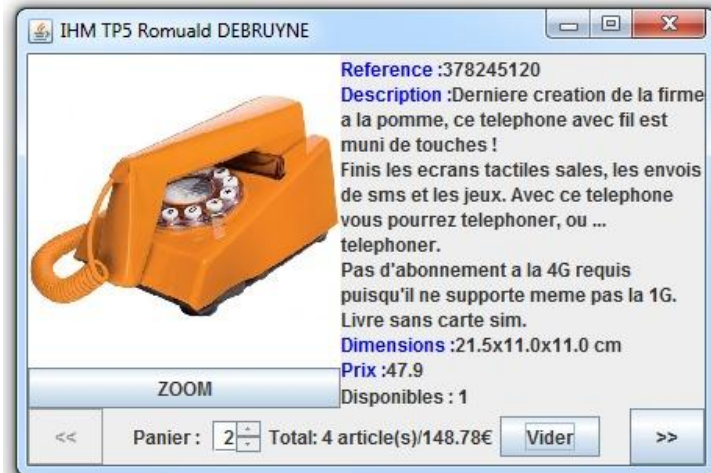 IHM TP5 Romuald DEBRUYNE
Reference :378245120
Description :Derniere creation de la firme
a la pomme, ce telephone avec fil est
muni de touches !
Finis les ecrans tactiles sales, les envois
de sms et les jeux. Avec ce telephone
vous pourrez telephoner, ou ...
telephoner.
Pas d'abonnement a la 4G requis
puisqu'il ne supporte meme pas la 1G.
Livre sans carte sim.
Dimensions :21.5x11.0x11.0 cm
Prix :47.9
Disponibles : 1
ZOOM
<< Panier : 2 Total: 4 article(s)/148.78€ Vider >>